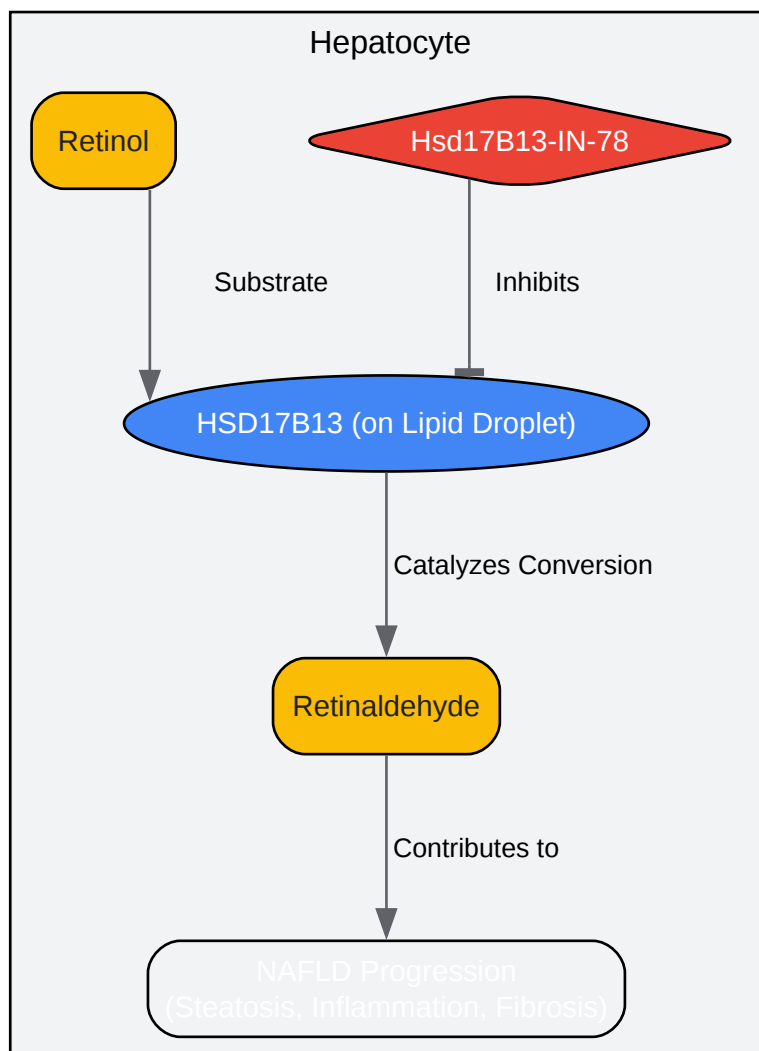 Hepatocyte
Retinol
Hsd17B13-IN-78
Substrate
Inhibits
HSD17B13 (on Lipid Droplet)
Catalyzes Conversion
Retinaldehyde
Contributes to
NAFLD Progression
(Steatosis, Inflammation, Fibrosis)